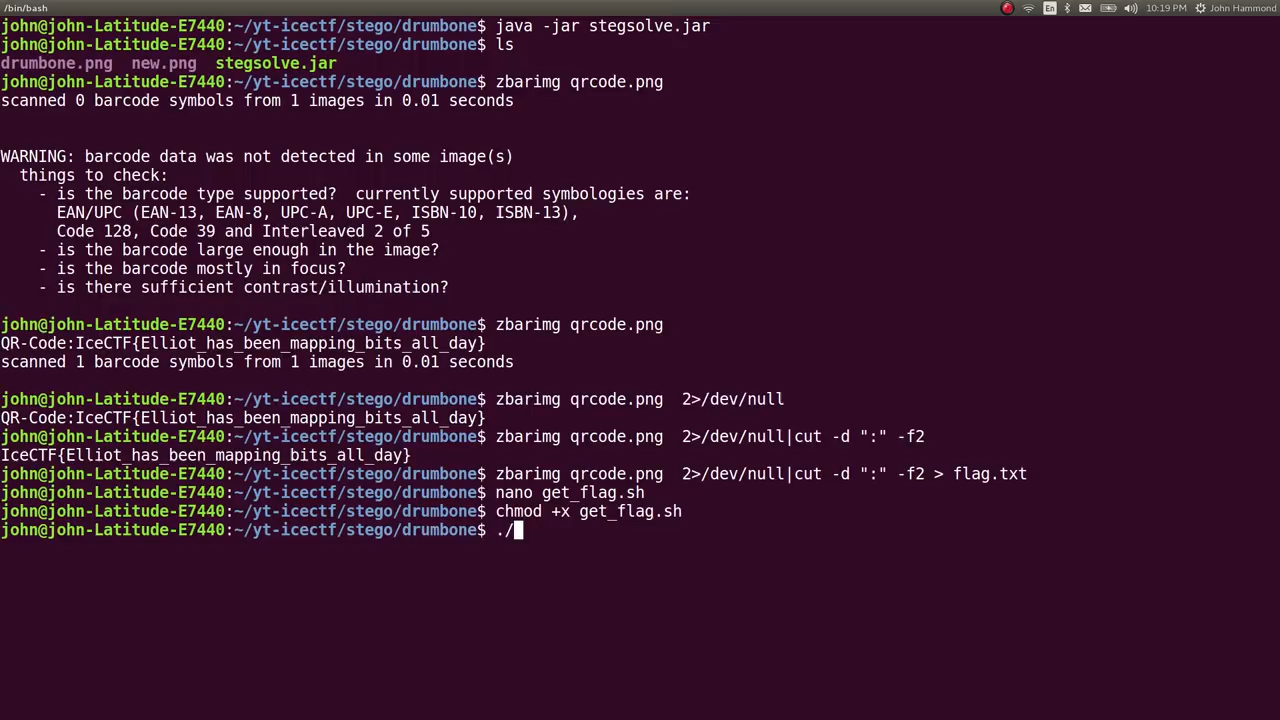 /bin/bash
En
10:19 PM
John Hammond
john@john-Latitude-E7440:~/yt-icectf/stego/drumbone$ java -jar stegsolve.jar
john@john-Latitude-E7440:~/yt-icectf/stego/drumbone$ ls
drumbone.png  new.png  stegsolve.jar
john@john-Latitude-E7440:~/yt-icectf/stego/drumbone$ zbarimg qrcode.png
scanned 0 barcode symbols from 1 images in 0.01 seconds
WARNING: barcode data was not detected in some image(s)
  things to check:
    - is the barcode type supported?  currently supported symbologies are:
      EAN/UPC (EAN-13, EAN-8, UPC-A, UPC-E, ISBN-10, ISBN-13),
      Code 128, Code 39 and Interleaved 2 of 5
    - is the barcode large enough in the image?
    - is the barcode mostly in focus?
    - is there sufficient contrast/illumination?
john@john-Latitude-E7440:~/yt-icectf/stego/drumbone$ zbarimg qrcode.png
QR-Code:IceCTF{Elliot_has_been_mapping_bits_all_day}
scanned 1 barcode symbols from 1 images in 0.01 seconds
john@john-Latitude-E7440:~/yt-icectf/stego/drumbone$ zbarimg qrcode.png  2>/dev/null
QR-Code:IceCTF{Elliot_has_been_mapping_bits_all_day}
john@john-Latitude-E7440:~/yt-icectf/stego/drumbone$ zbarimg qrcode.png  2>/dev/null|cut -d ":" -f2
IceCTF{Elliot_has_been_mapping_bits_all_day}
john@john-Latitude-E7440:~/yt-icectf/stego/drumbone$ zbarimg qrcode.png  2>/dev/null|cut -d ":" -f2 > flag.txt
john@john-Latitude-E7440:~/yt-icectf/stego/drumbone$ nano get_flag.sh
john@john-Latitude-E7440:~/yt-icectf/stego/drumbone$ chmod +x get_flag.sh
john@john-Latitude-E7440:~/yt-icectf/stego/drumbone$ ./